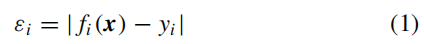 εᵢ = |fᵢ(x) − yᵢ| (1)